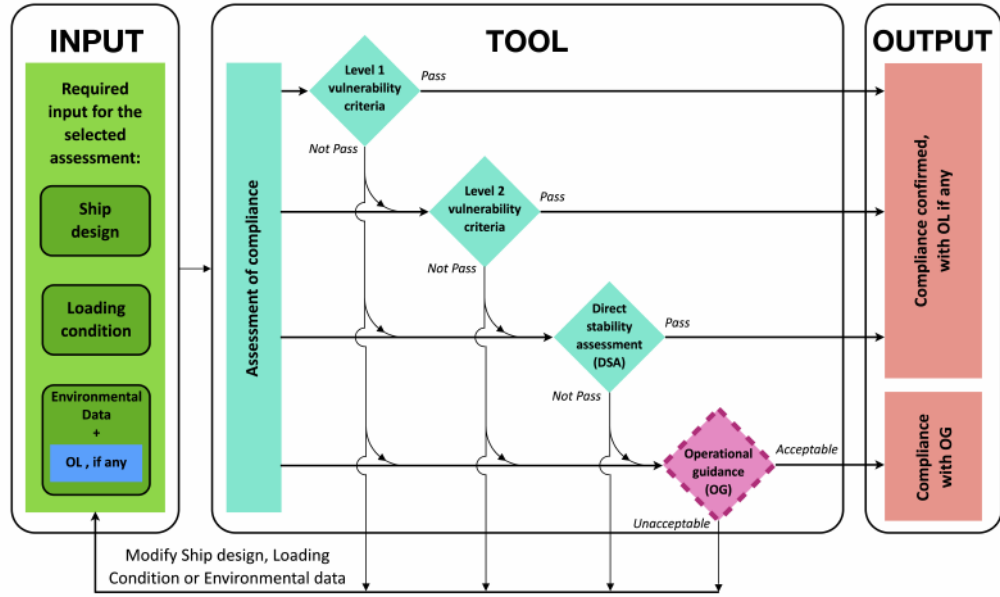 INPUT
Required
input for the
selected
assessment:
Ship
design
Loading
condition
Environmental
Data
+
OL , if any
TOOL
Assessment of compliance
Level 1
vulnerability
criteria
Pass
Not Pass
Level 2
vulnerability
criteria
Pass
Not Pass
Direct
stability
assessment
(DSA)
Pass
Not Pass
Operational
guidance
(OG)
Acceptable
Unacceptable
OUTPUT
Compliance confirmed,
with OL if any
Compliance
with OG
Modify Ship design, Loading
Condition or Environmental data